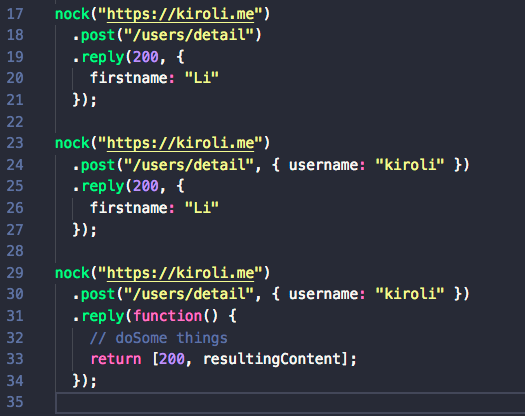 17 nock("https://kiroli.me")
18   .post("/users/detail")
19   .reply(200, {
20     firstname: "Li"
21   });
22
23 nock("https://kiroli.me")
24   .post("/users/detail", { username: "kiroli" })
25   .reply(200, {
26     firstname: "Li"
27   });
28
29 nock("https://kiroli.me")
30   .post("/users/detail", { username: "kiroli" })
31   .reply(function() {
32     // doSome things
33     return [200, resultingContent];
34   });
35